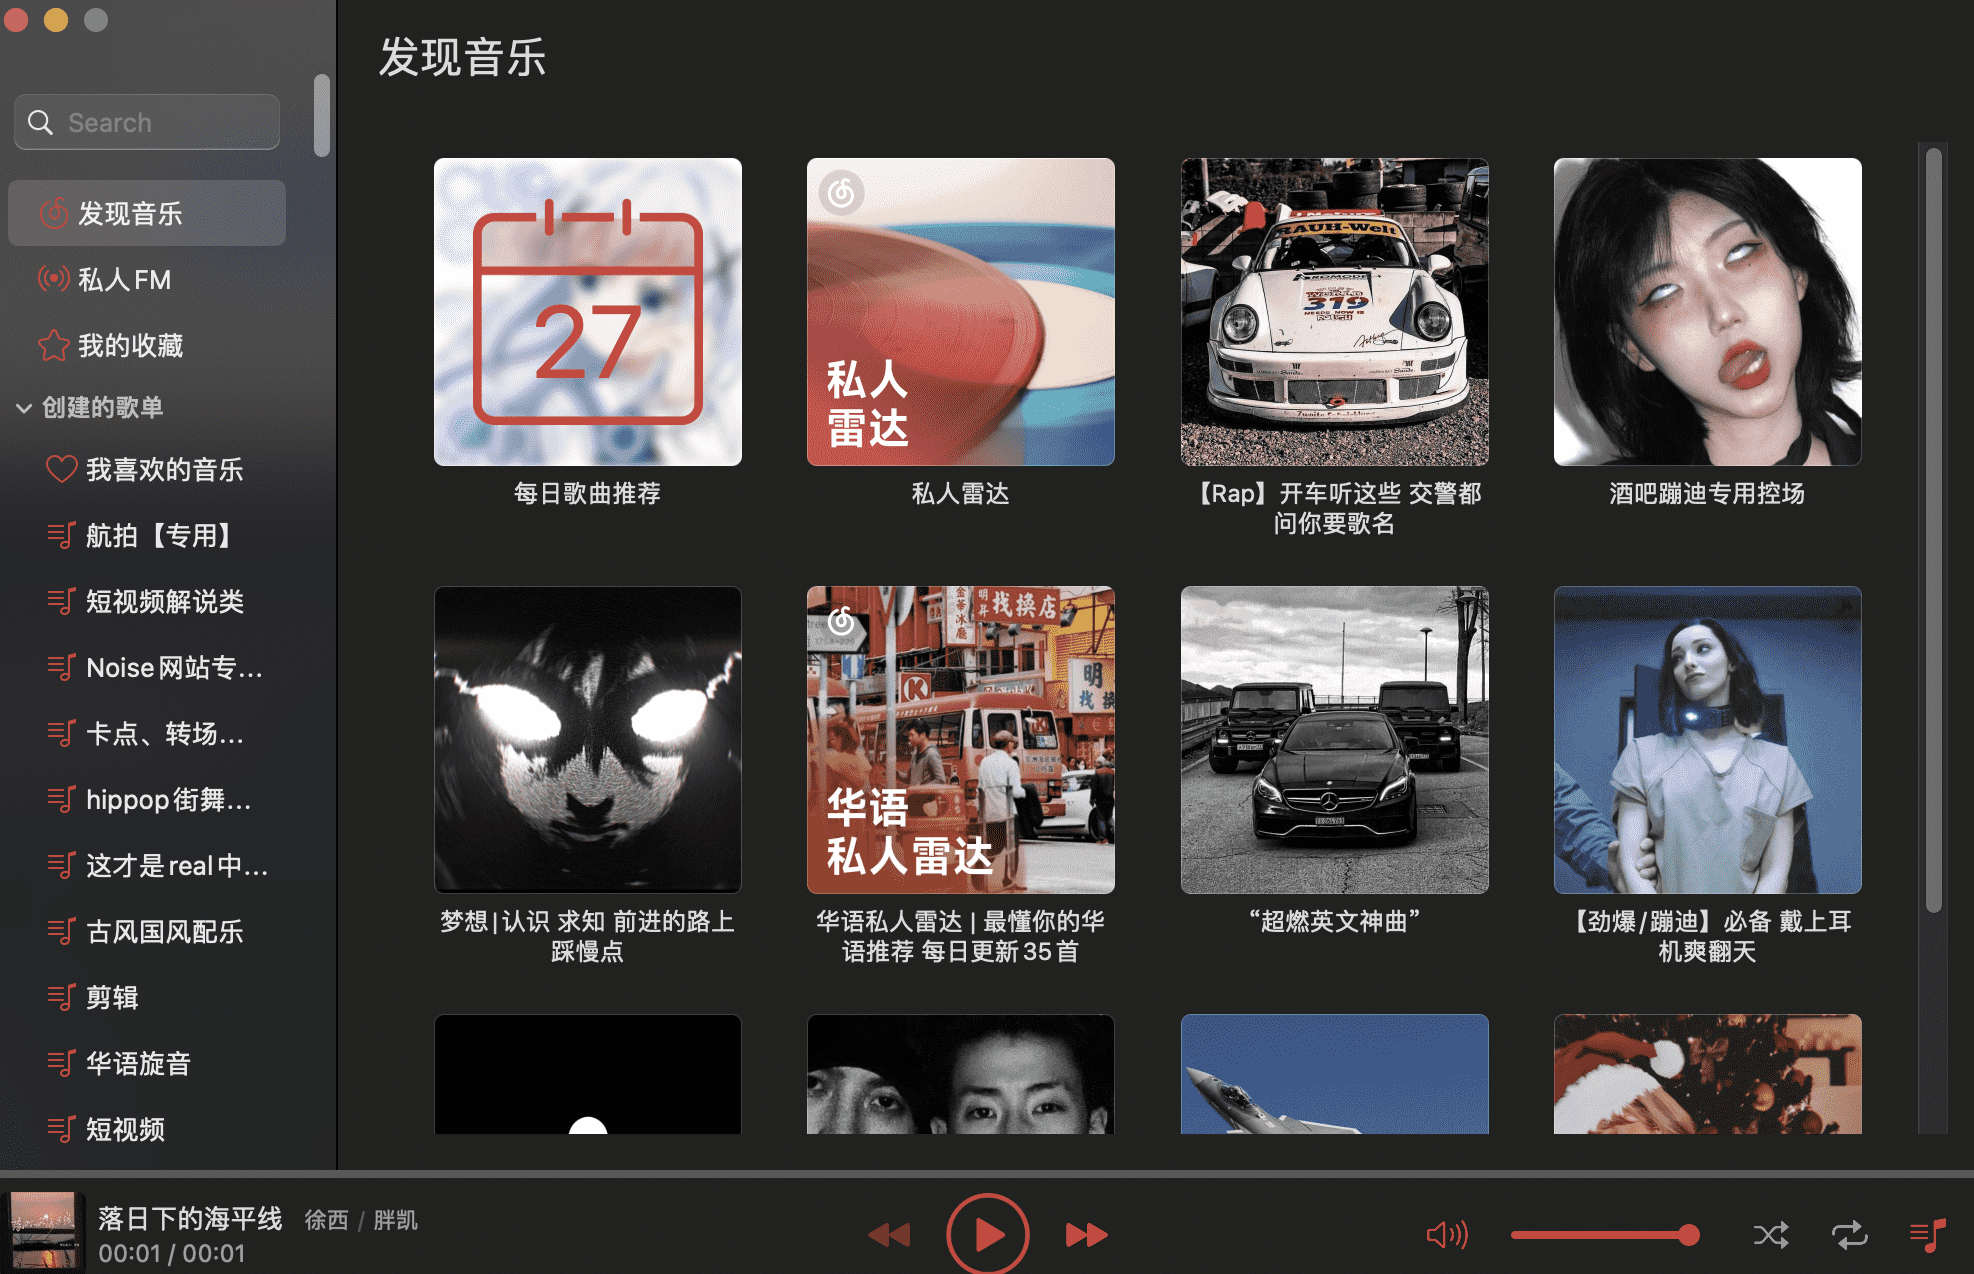 发现音乐
Search
发现音乐
私人FM
我的收藏
创建的歌单
我喜欢的音乐
航拍【专用】
短视频解说类
Noise网站专...
卡点、转场...
hippop街舞...
这才是real中...
古风国风配乐
剪辑
华语旋音
短视频
27
每日歌曲推荐
私人
雷达
私人雷达
BAUH-Welt
319
【Rap】开车听这些 交警都
问你要歌名
酒吧蹦迪专用控场
梦想|认识 求知 前进的路上
踩慢点
找换店
明
找换
K
华语
私人雷达
华语私人雷达 | 最懂你的华
语推荐 每日更新35首
“超燃英文神曲”
【劲爆/蹦迪】必备 戴上耳
机爽翻天
落日下的海平线 徐西 / 胖凯
00:01 / 00:01